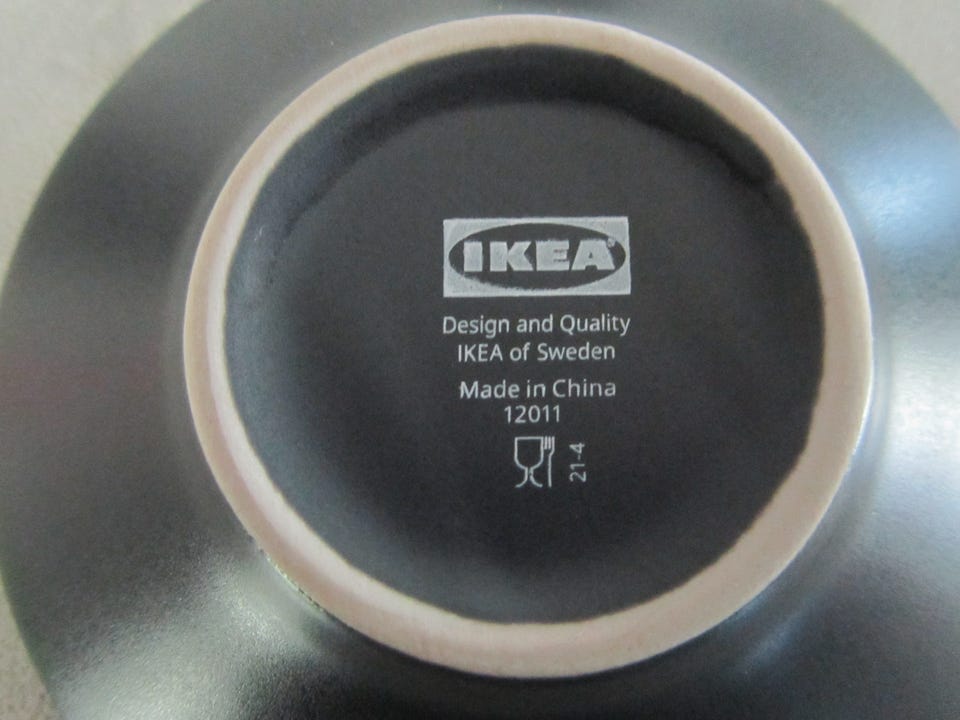 IKEA®
Design and Quality
IKEA of Sweden
Made in China
12011
21-4